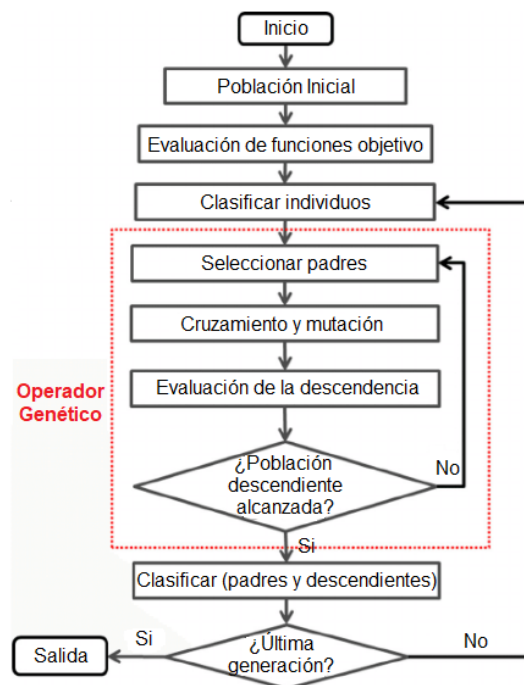 Inicio
Población Inicial
Evaluación de funciones objetivo
Clasificar individuos
Seleccionar padres
Cruzamiento y mutación
Evaluación de la descendencia
Operador
Genético
¿Población
descendiente
alcanzada?
No
Si
Clasificar (padres y descendientes)
¿Última
generación?
Si
No
Salida